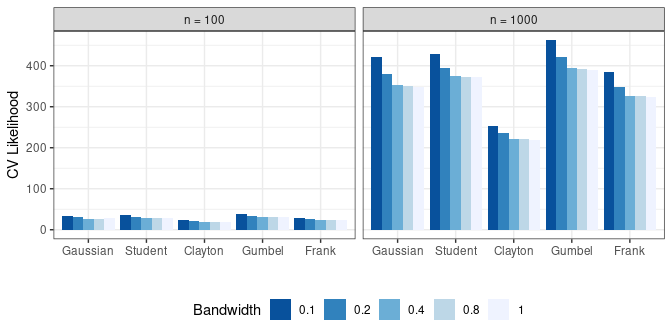 n = 100
n = 1000
CV Likelihood
400
300
200
100
0
Gaussian Student Clayton Gumbel Frank
Gaussian Student Clayton Gumbel Frank
Bandwidth 0.1 0.2 0.4 0.8 1